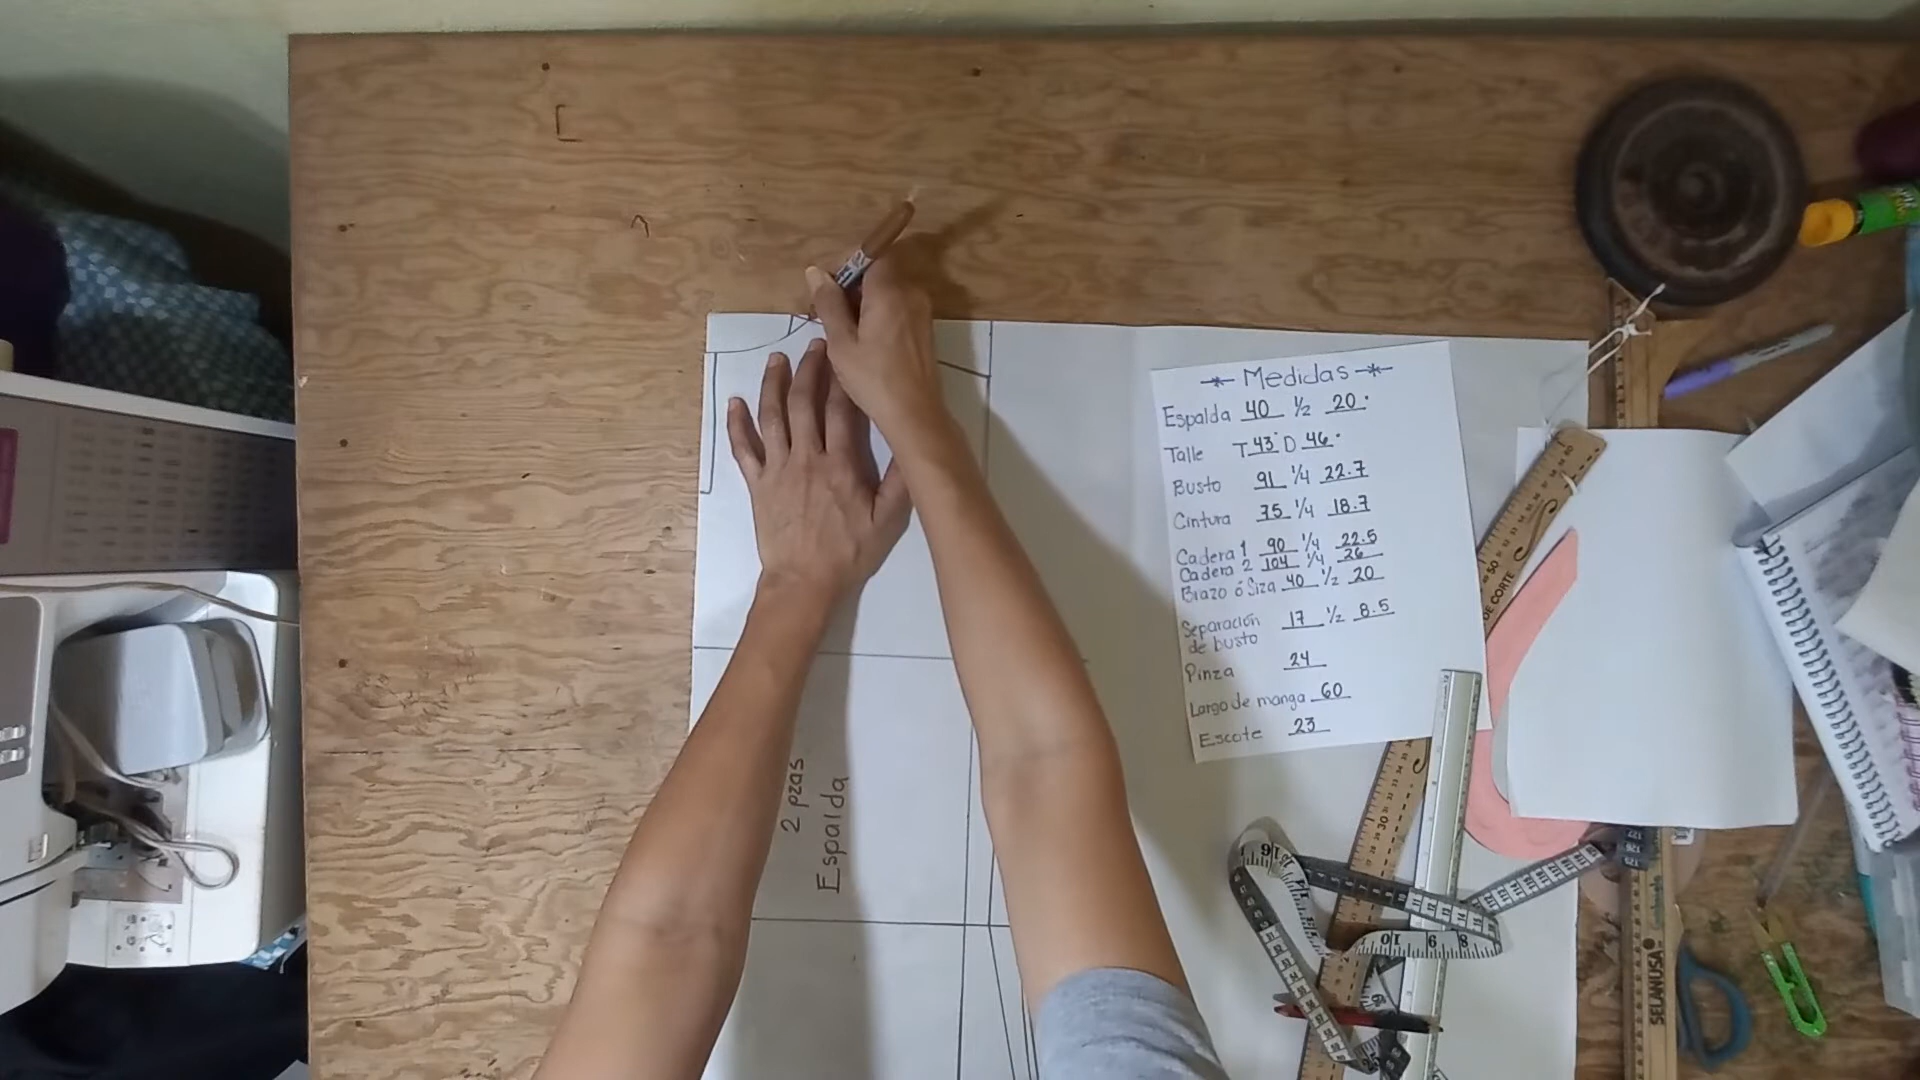 * Medidas *
Espalda 40 ½ 20.
Talle T 43 D 46.
Busto 91 ¼ 22.7
Cintura 75 ¼ 18.7
Cadera 1 90 ¼ 22.5
Cadera 2 104 ¼ 26
Brazo ó Siza 40 ½ 20
Separación 17 ½ 8.5
de busto
Pinza 24
Largo de manga 60
Escote 23
2 pzas
Espalda
DE CORTE
SELANUSA